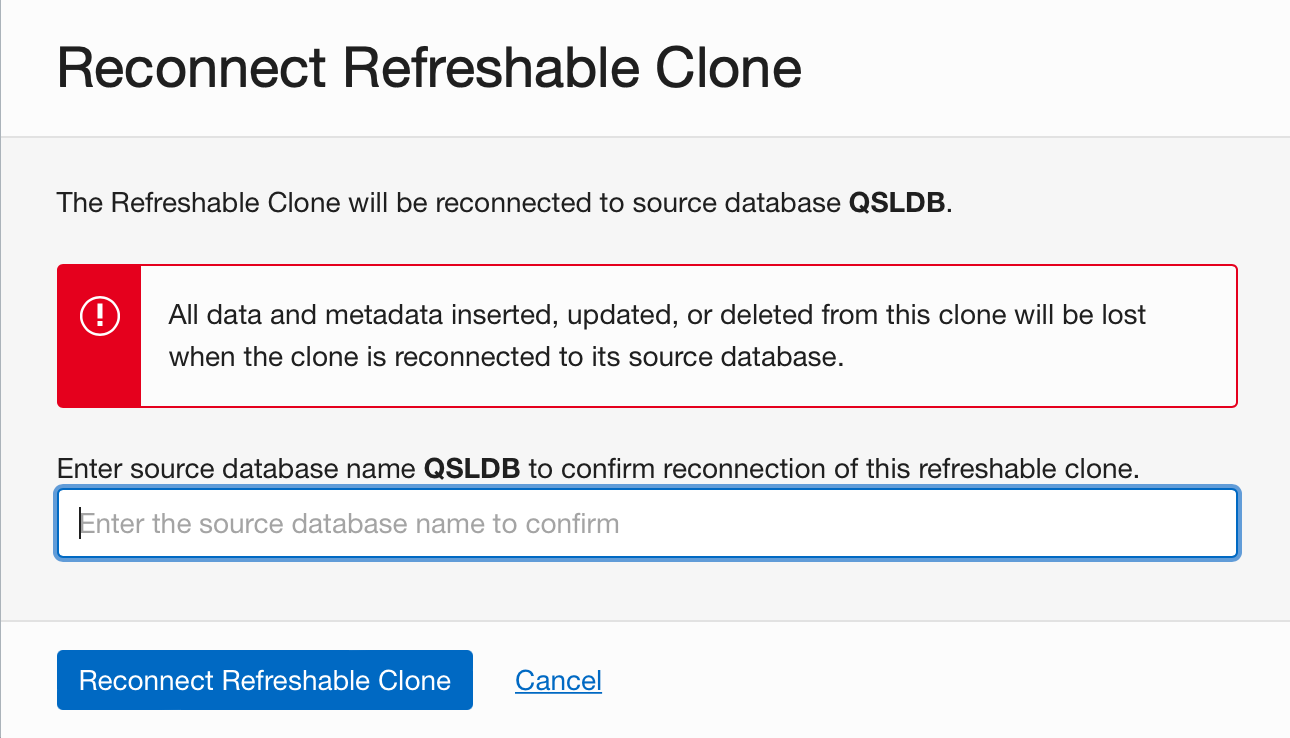 Reconnect Refreshable Clone
The Refreshable Clone will be reconnected to source database QSLDB.
All data and metadata inserted, updated, or deleted from this clone will be lost
when the clone is reconnected to its source database.
Enter source database name QSLDB to confirm reconnection of this refreshable clone.
Enter the source database name to confirm
Reconnect Refreshable Clone Cancel